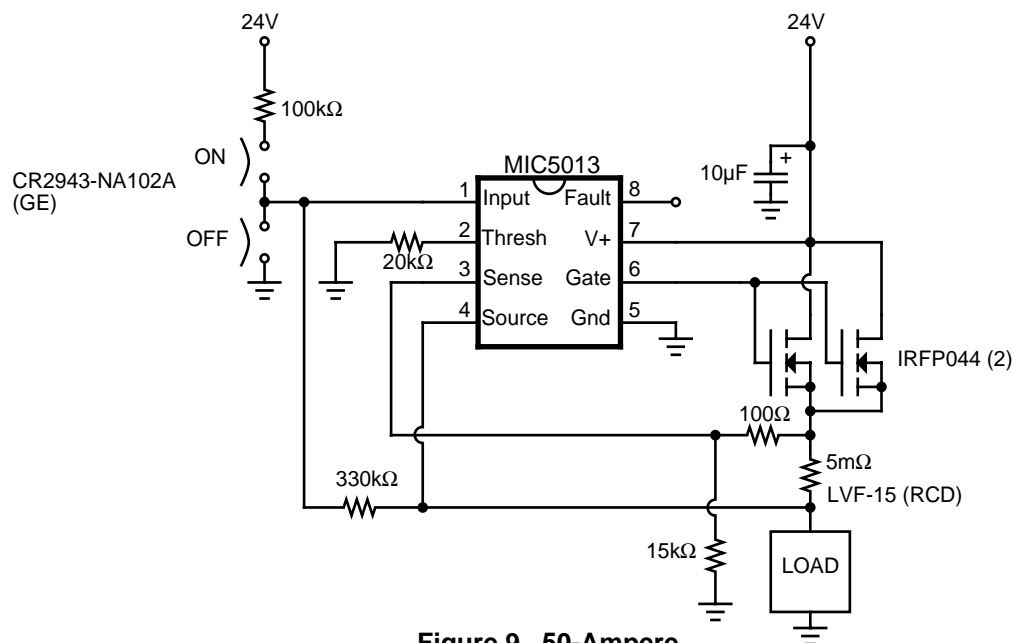 24V
24V
100kΩ
ON
CR2943-NA102A
(GE)
OFF
MIC5013
10µF
+
1
Input
Fault
8
2
Thresh
V+
7
20kΩ
3
Sense
Gate
6
4
Source
Gnd
5
IRFP044 (2)
100Ω
5mΩ
LVF-15 (RCD)
330kΩ
15kΩ
LOAD
Figure 9. 50-Ampere